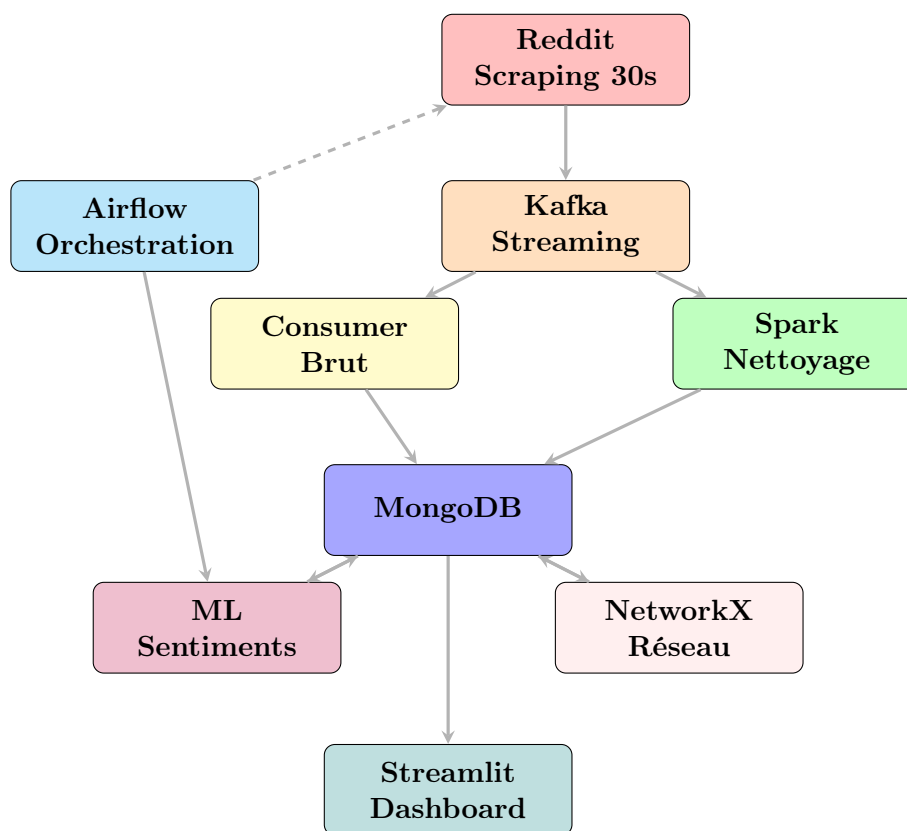 Reddit
Scraping 30s
Airflow
Orchestration
Kafka
Streaming
Consumer
Brut
Spark
Nettoyage
MongoDB
ML
Sentiments
NetworkX
Réseau
Streamlit
Dashboard